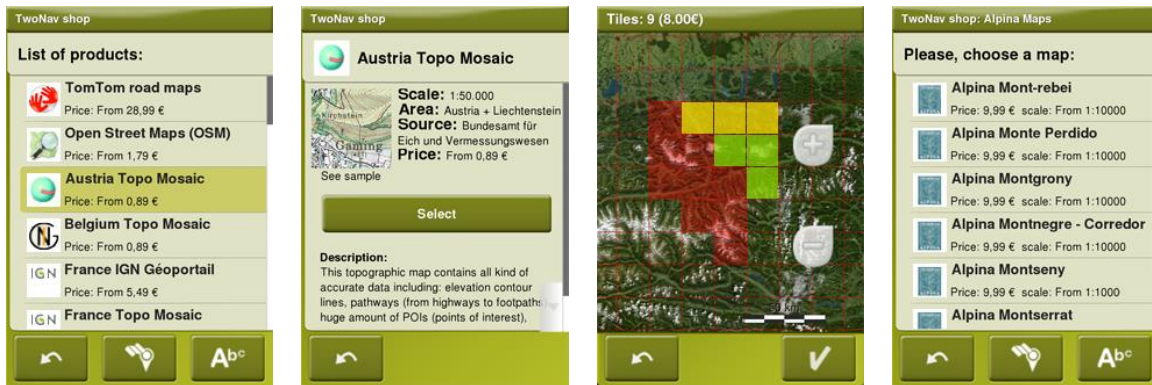 TwoNav shop
List of products:
TomTom road maps
Price: From 28,99 €
Open Street Maps (OSM)
Price: From 1,79 €
Austria Topo Mosaic
Price: From 0,89 €
Belgium Topo Mosaic
Price: From 0,89 €
IGN
France IGN Géoportail
Price: From 5,49 €
IGN
France Topo Mosaic
Abc
TwoNav shop
Austria Topo Mosaic
Kirchstein
Gaming
See sample
Scale: 1:50.000
Area: Austria + Liechtenstein
Source: Bundesamt für
Eich und Vermessungswesen
Price: From 0,89 €
Select
Description:
This topographic map contains all kind of
accurate data including: elevation contour
lines, pathways (from highways to footpaths
huge amount of POIs (points of interest),
Tiles: 9 (8.00€)
Km
TwoNav shop: Alpina Maps
Please, choose a map:
Alpina Mont-rebei
Price: 9,99 € scale: From 1:10000
Alpina Monte Perdido
Price: 9,99 € scale: From 1:10000
Alpina Montgrony
Price: 9,99 € scale: From 1:10000
Alpina Montnegre - Corredor
Price: 9,99 € scale: From 1:10000
Alpina Montseny
Price: 9,99 € scale: From 1:1000
Alpina Montserrat
Abc